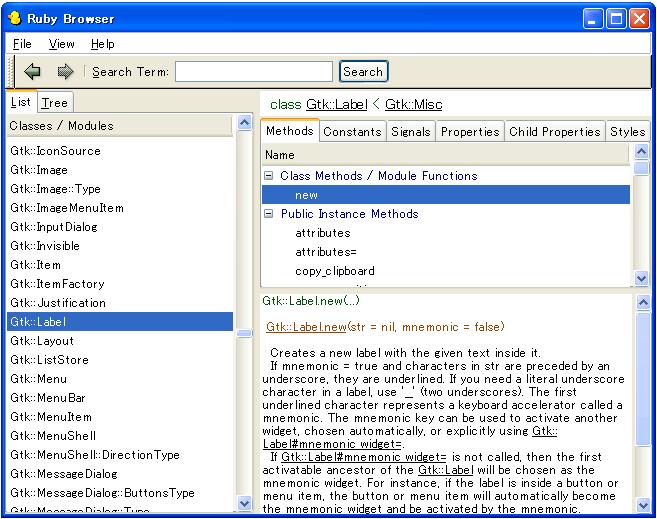 Ruby Browser
File View Help
Search Term: Search
List Tree
Classes / Modules
Gtk::IconSource
Gtk::Image
Gtk::Image::Type
Gtk::ImageMenuItem
Gtk::InputDialog
Gtk::Invisible
Gtk::Item
Gtk::ItemFactory
Gtk::Justification
Gtk::Label
Gtk::Layout
Gtk::ListStore
Gtk::Menu
Gtk::MenuBar
Gtk::MenuItem
Gtk::MenuShell
Gtk::MenuShell::DirectionType
Gtk::MessageDialog
Gtk::MessageDialog::ButtonsType
Gtk::MessageDialog::Type
class Gtk::Label < Gtk::Misc
Methods Constants Signals Properties Child Properties Styles
Name
Class Methods / Module Functions
new
Public Instance Methods
attributes
attributes=
copy_clipboard
Gtk::Label.new(..)
Gtk::Label.new(str = nil, mnemonic = false)
Creates a new label with the given text inside it.
If mnemonic = true and characters in str are preceded by an
underscore, they are underlined. If you need a literal underscore
character in a label, use '__' (two underscores). The first
underlined character represents a keyboard accelerator called a
mnemonic. The mnemonic key can be used to activate another
widget, chosen automatically, or explicitly using Gtk::
Label#mnemonic_widget=.
If Gtk::Label#mnemonic_widget= is not called, then the first
activatable ancestor of the Gtk::Label will be chosen as the
mnemonic widget. For instance, if the label is inside a button or
menu item, the button or menu item will automatically become
the mnemonic widget and be activated by the mnemonic.